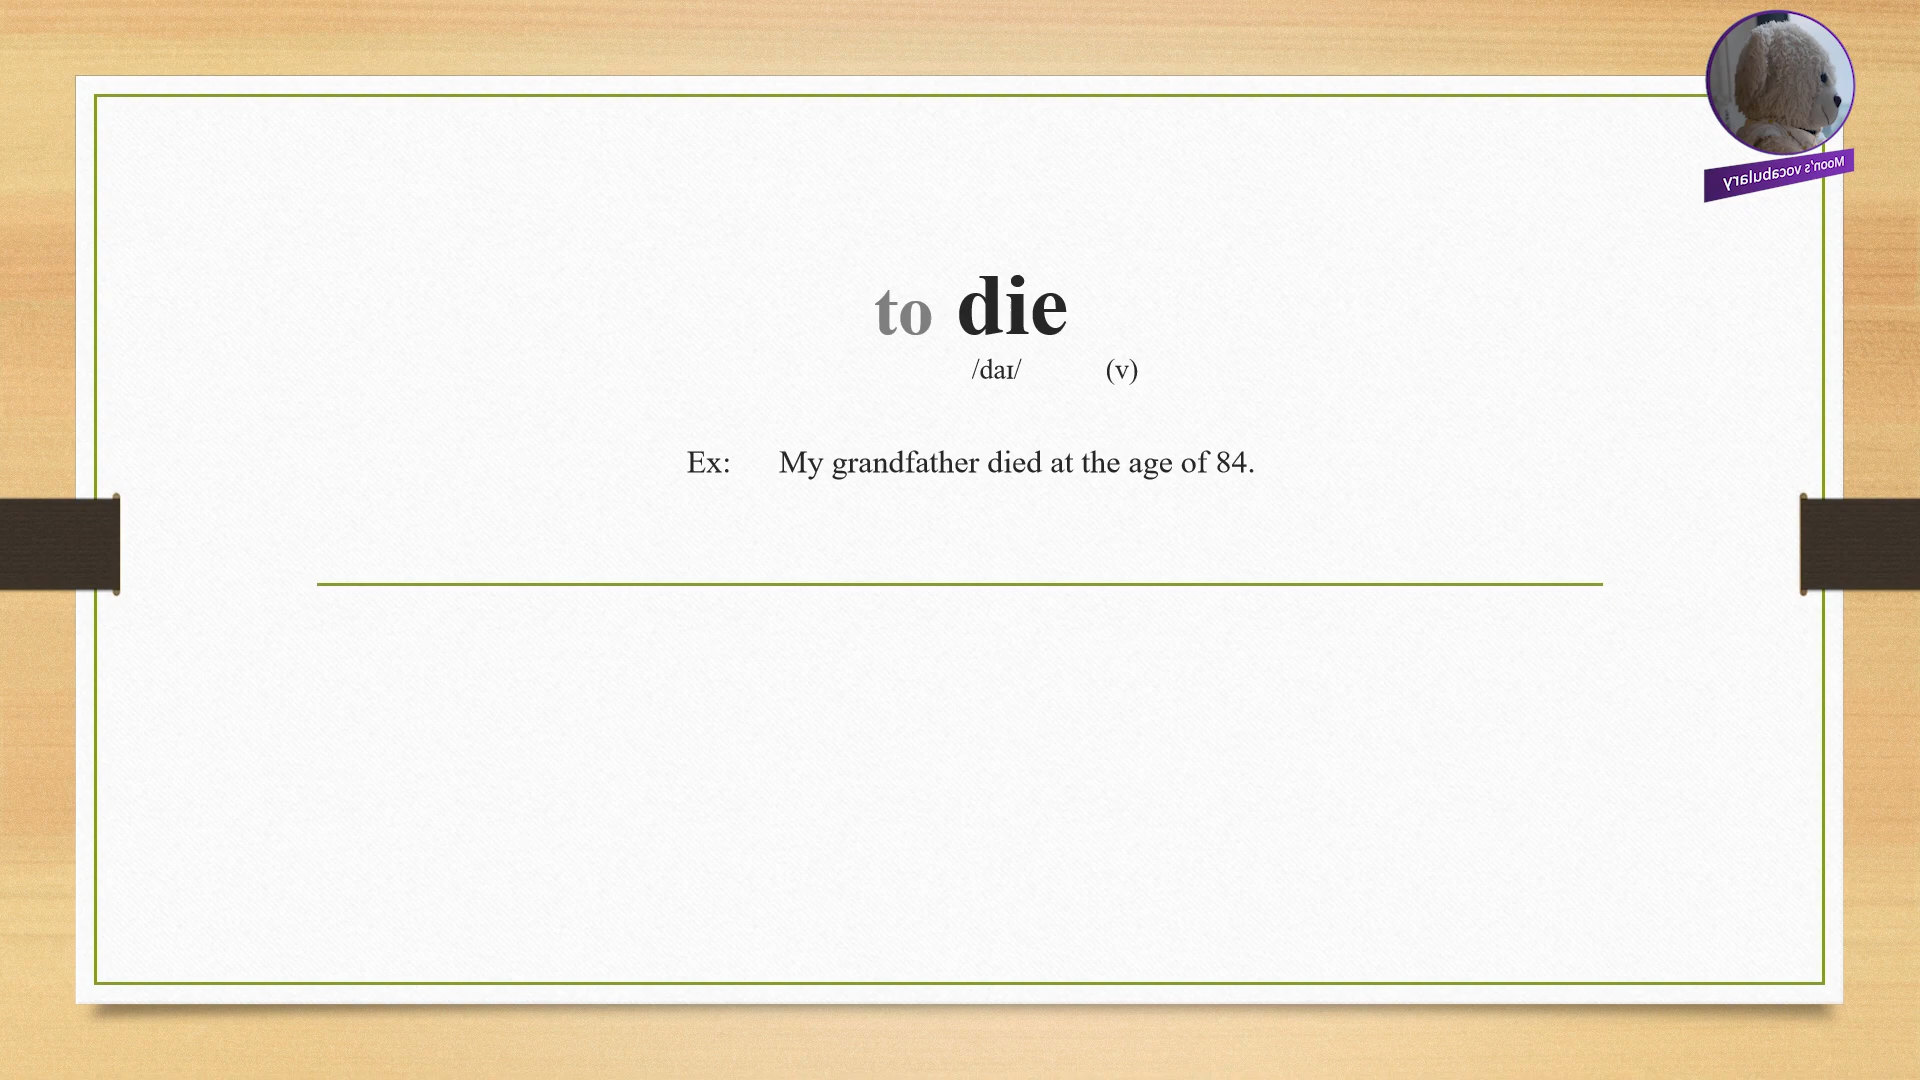 Moon's vocabulary
to die
/daɪ/ (v)
Ex: My grandfather died at the age of 84.